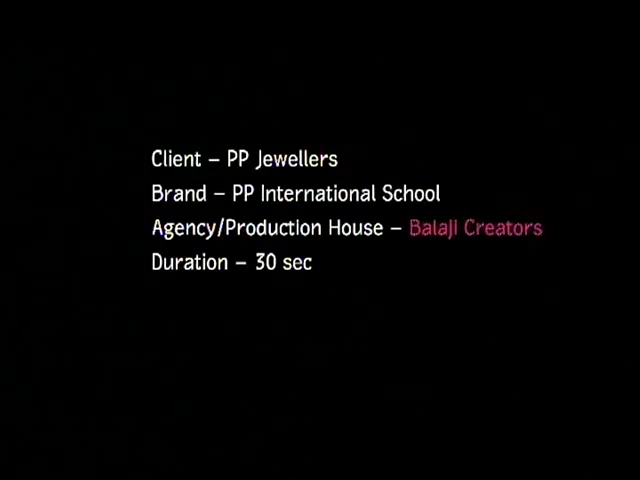 Client – PP Jewellers
Brand – PP International School
Agency/Production House – Balaji Creators
Duration – 30 sec